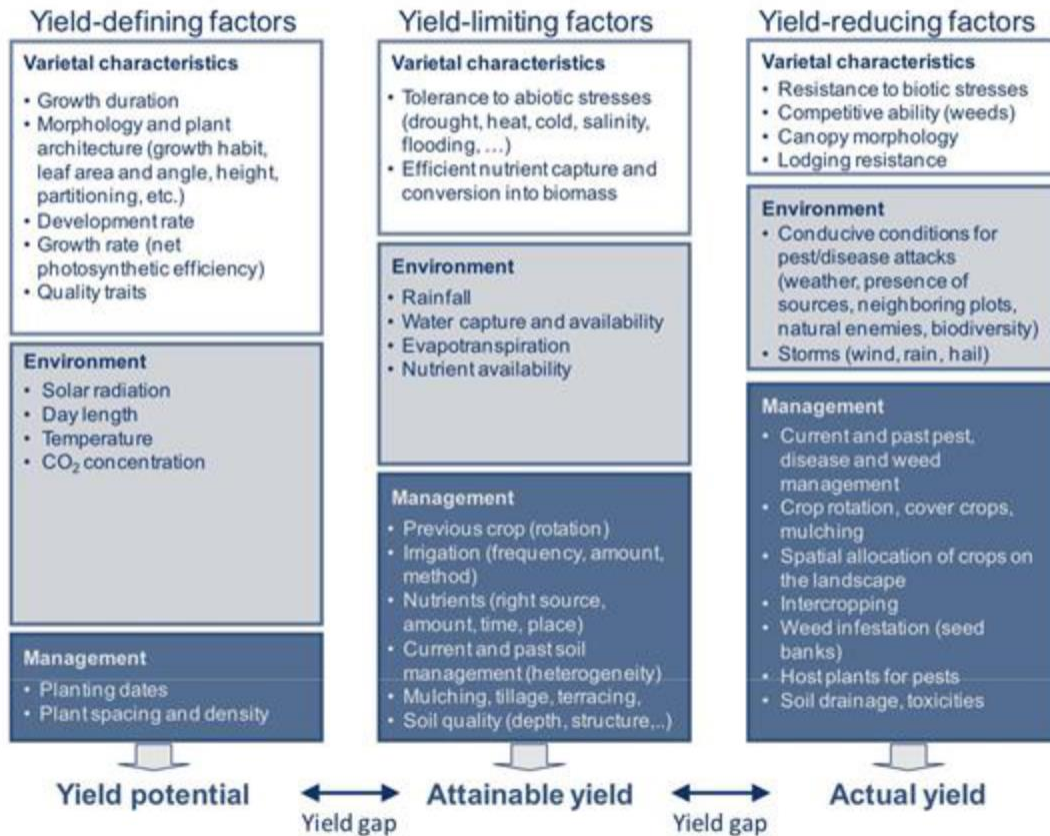 Yield-defining factors
Varietal characteristics
• Growth duration
• Morphology and plant
architecture (growth habit,
leaf area and angle, height,
partitioning, etc.)
• Development rate
• Growth rate (net
photosynthetic efficiency)
• Quality traits
Environment
• Solar radiation
• Day length
• Temperature
• CO₂ concentration
Management
• Planting dates
• Plant spacing and density
Yield potential
Yield-limiting factors
Varietal characteristics
• Tolerance to abiotic stresses
(drought, heat, cold, salinity,
flooding, …)
• Efficient nutrient capture and
conversion into biomass
Environment
• Rainfall
• Water capture and availability
• Evapotranspiration
• Nutrient availability
Management
• Previous crop (rotation)
• Irrigation (frequency, amount,
method)
• Nutrients (right source,
amount, time, place)
• Current and past soil
management (heterogeneity)
• Mulching, tillage, terracing,
• Soil quality (depth, structure,..)
Attainable yield
Yield-reducing factors
Varietal characteristics
• Resistance to biotic stresses
• Competitive ability (weeds)
• Canopy morphology
• Lodging resistance
Environment
• Conducive conditions for
pest/disease attacks
(weather, presence of
sources, neighboring plots,
natural enemies, biodiversity)
• Storms (wind, rain, hail)
Management
• Current and past pest,
disease and weed
management
• Crop rotation, cover crops,
mulching
• Spatial allocation of crops on
the landscape
• Intercropping
• Weed infestation (seed
banks)
• Host plants for pests
• Soil drainage, toxicities
Actual yield
Yield gap
Yield gap